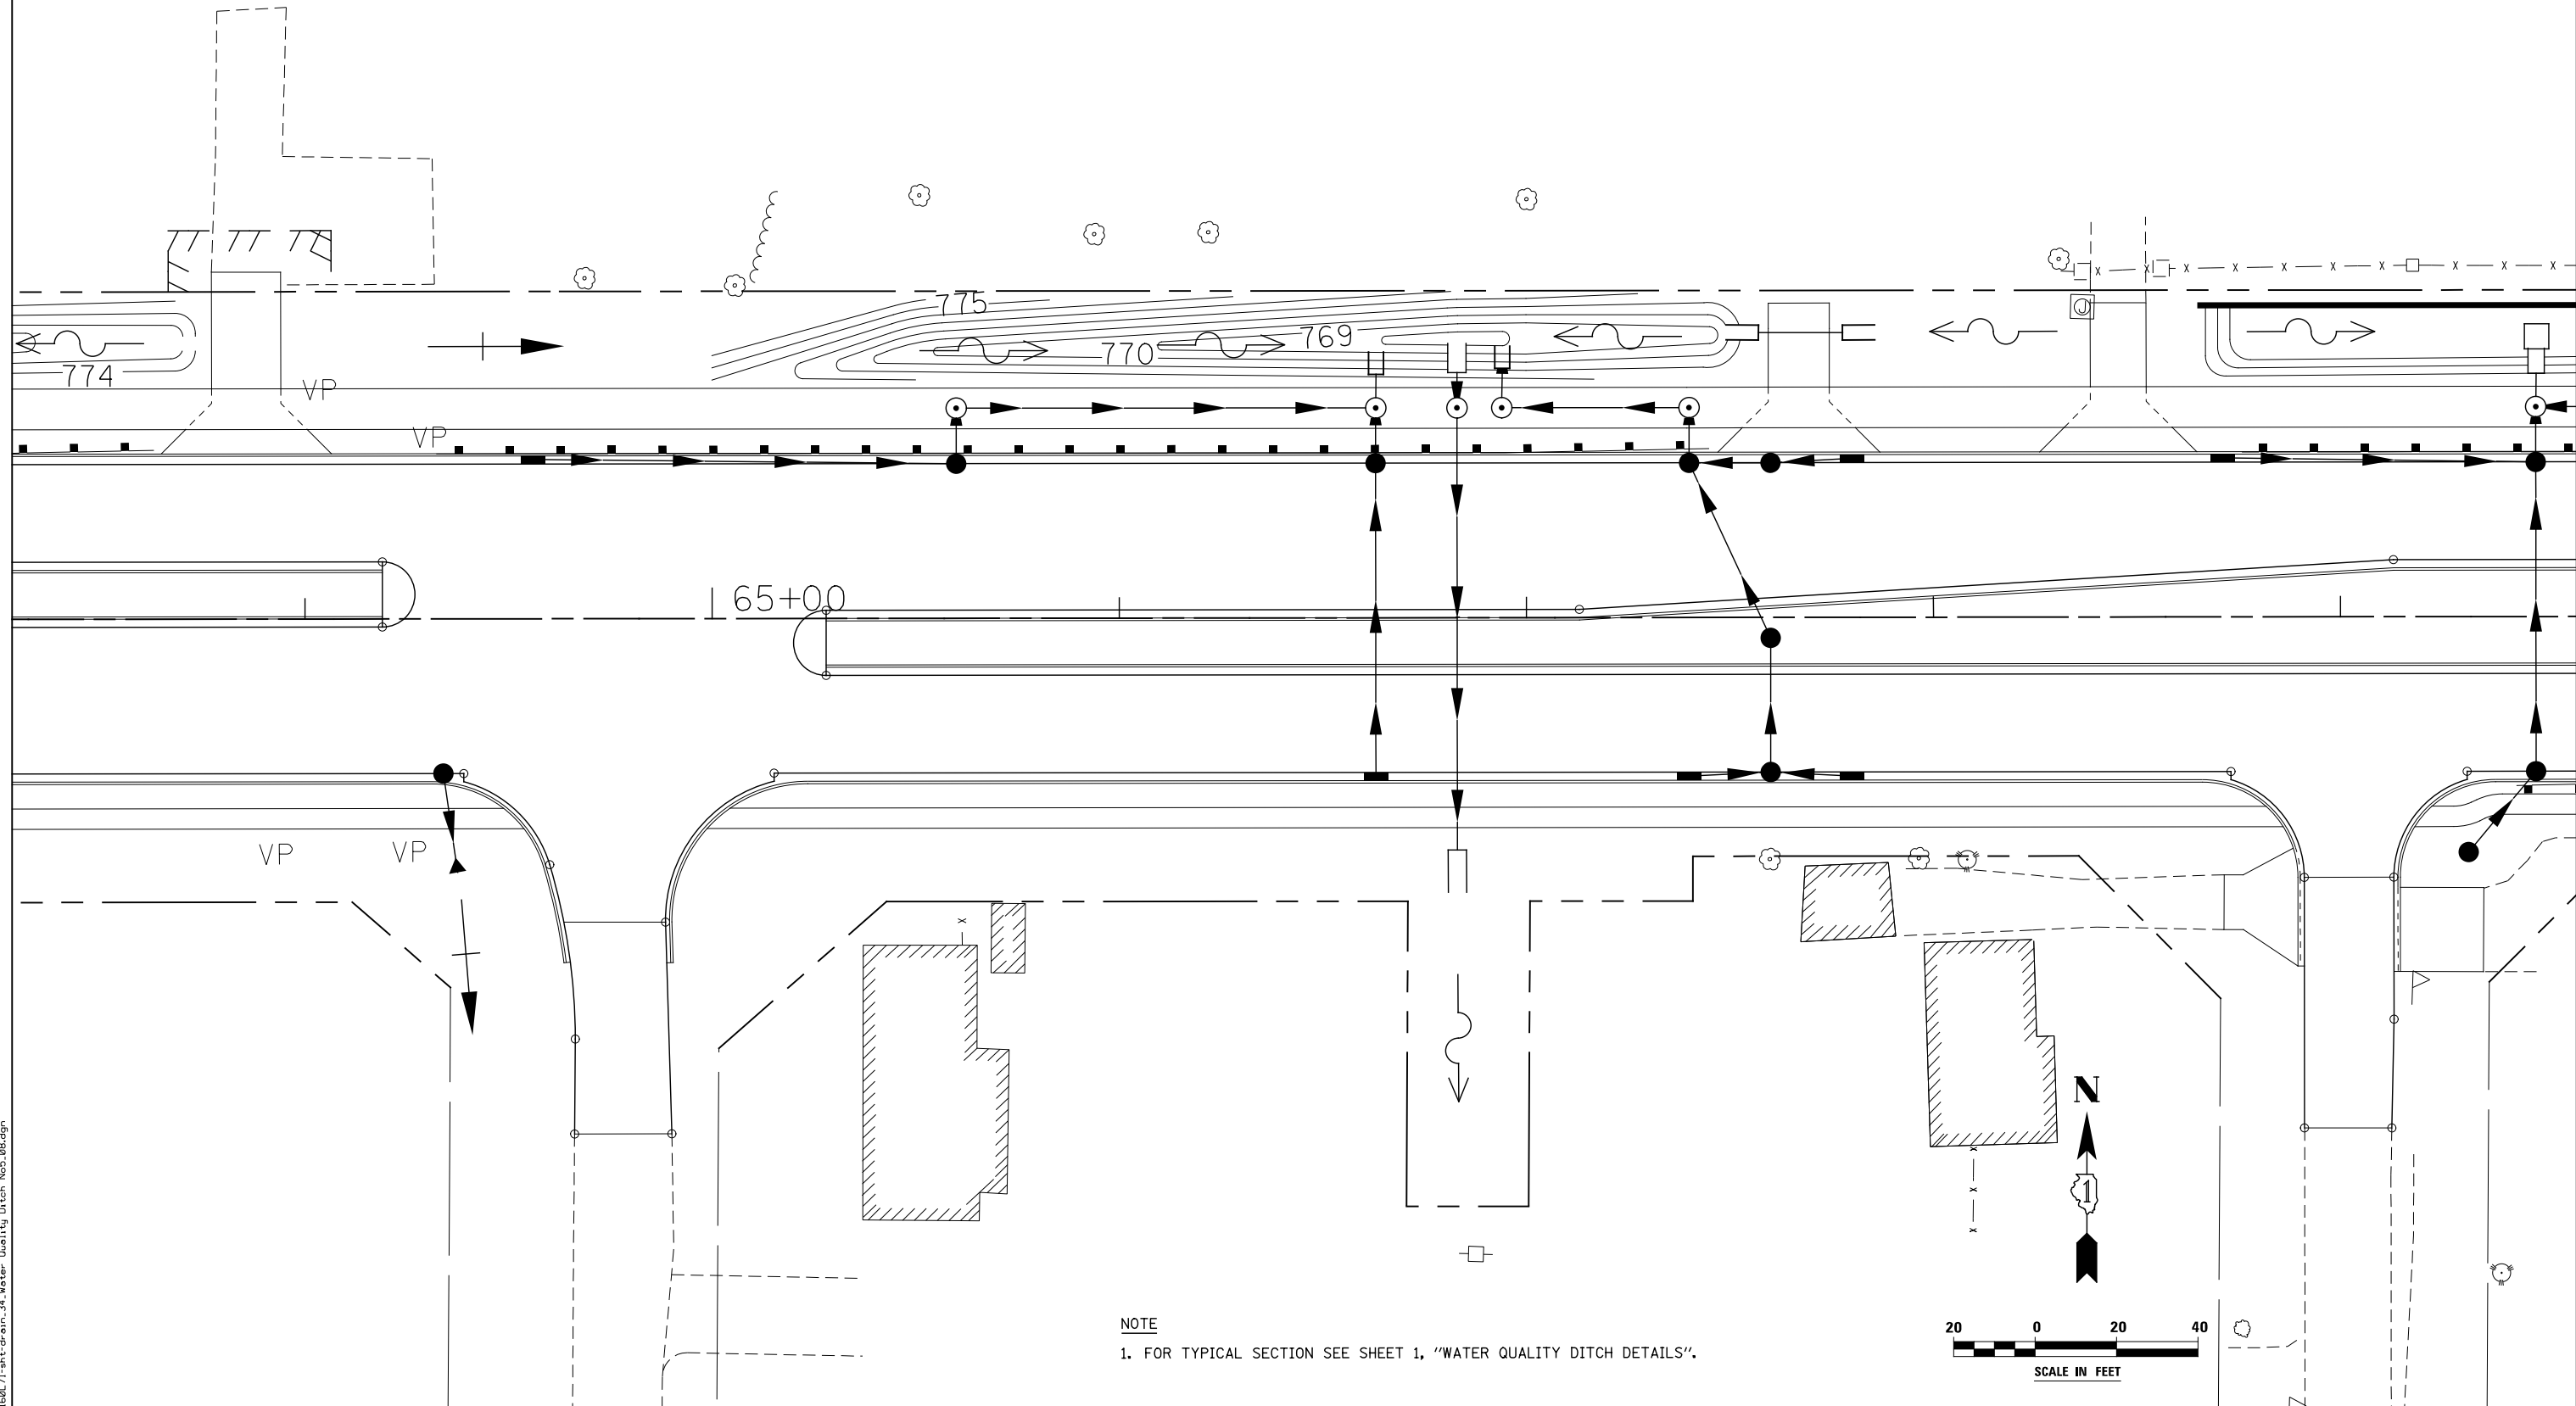 775
769
770
774
VP
VP
J
65+00
VP
VP
N
1
NOTE
1. FOR TYPICAL SECTION SEE SHEET 1, "WATER QUALITY DITCH DETAILS".
20 0 20 40
SCALE IN FEET